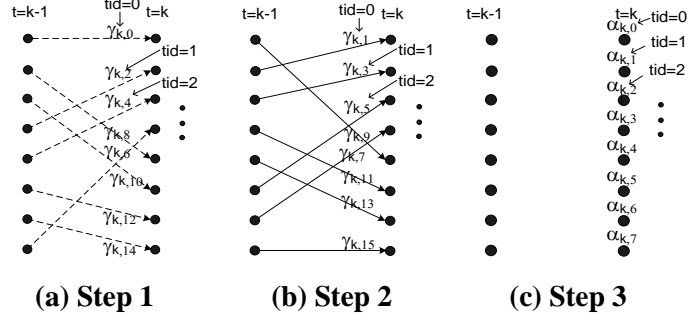 tid=0
t=k-1 t=k
γk,0
tid=1
γk,2
tid=2
γk,4
γk,8
γk,6
γk,10
γk,12
γk,14
(a) Step 1
tid=0
t=k-1 t=k
γk,1
tid=1
γk,3
tid=2
γk,5
γk,9
γk,7
γk,11
γk,13
γk,15
(b) Step 2
t=k-1 t=k
tid=0
αk,0
tid=1
αk,1
tid=2
αk,2
αk,3
αk,4
αk,5
αk,6
αk,7
(c) Step 3